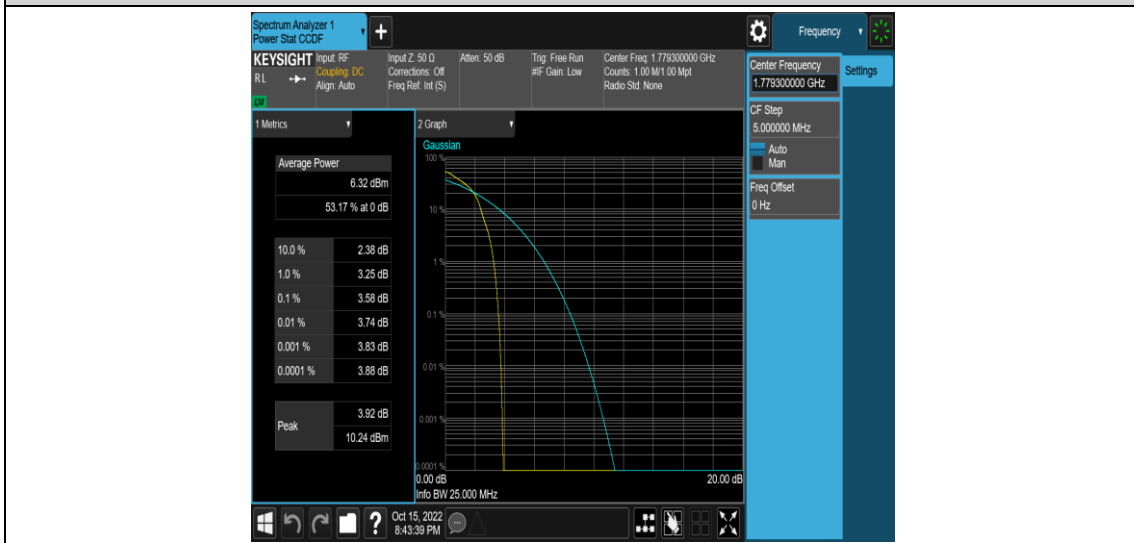 Spectrum Analyzer 1
Power Stat CCDF
+
Frequency
KEYSIGHT
RL
Input: RF
Coupling: DC
Align: Auto
Input Z: 50 Ω
Corrections: Off
Freq Ref: Int (S)
Atten: 50 dB
Trig: Free Run
#IF Gain: Low
Center Freq: 1.779300000 GHz
Counts: 1.00 M/1.00 Mpt
Radio Std: None
Center Frequency
1.779300000 GHz
Settings
CF Step
5.000000 MHz
Auto
Man
Freq Offset
0 Hz
1 Metrics
Average Power
6.32 dBm
53.17 % at 0 dB
10.0 % 2.38 dB
1.0 % 3.25 dB
0.1 % 3.58 dB
0.01 % 3.74 dB
0.001 % 3.83 dB
0.0001 % 3.88 dB
Peak 3.92 dB
10.24 dBm
2 Graph
Gaussian
100 %
10 %
1 %
0.1 %
0.01 %
0.001 %
0.0001 %
0.00 dB 20.00 dB
Info BW 25.000 MHz
?
Oct 15, 2022
8:43:39 PM